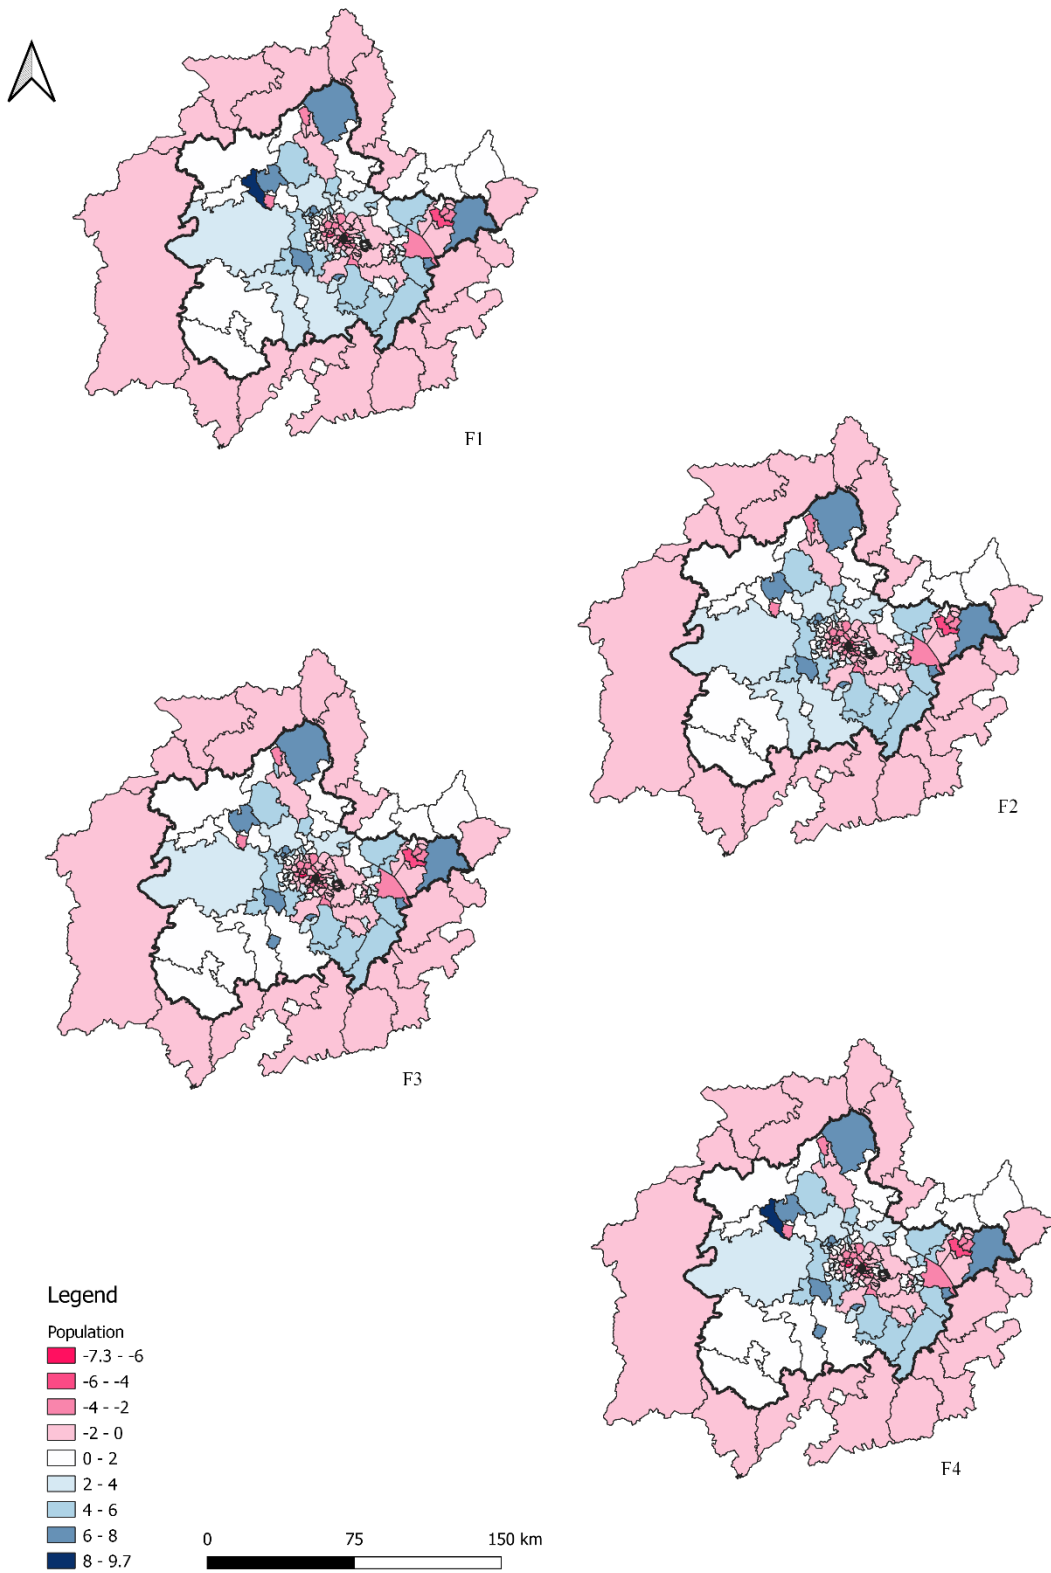 F1
F2
F3
F4
Legend
Population
-7.3 - -6
-6 - -4
-4 - -2
-2 - 0
0 - 2
2 - 4
4 - 6
6 - 8
8 - 9.7
0 75 150 km